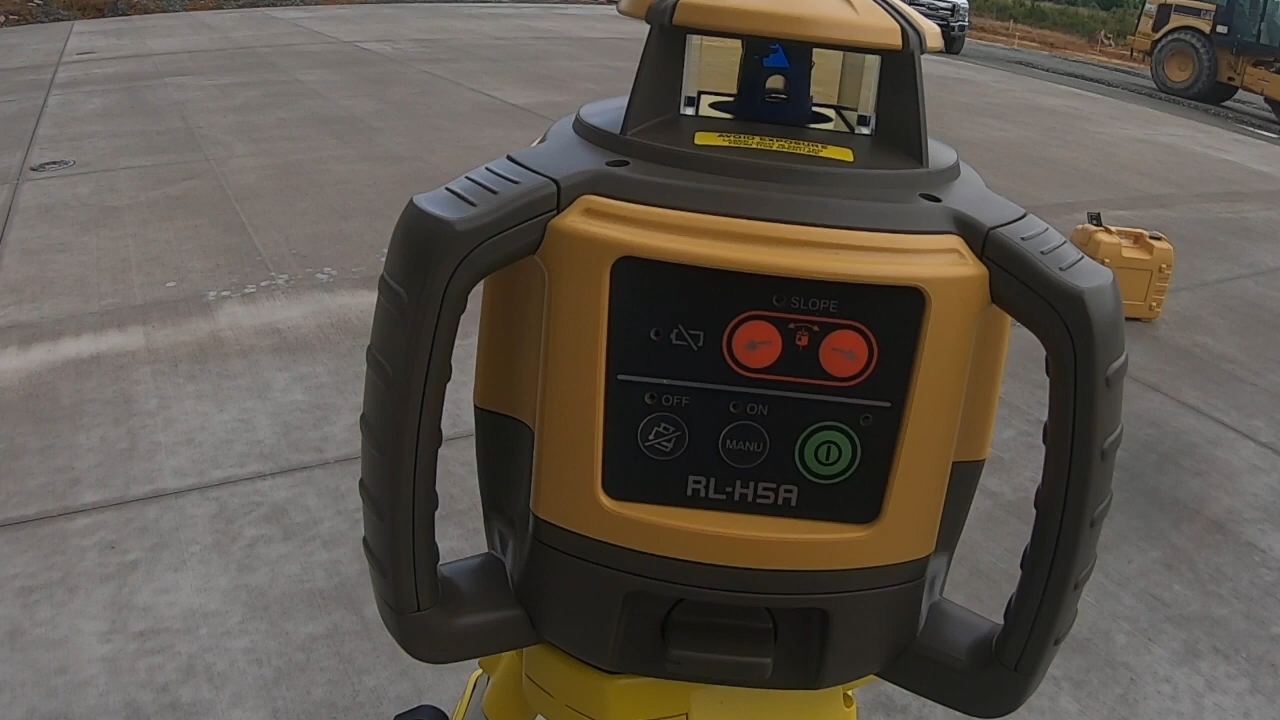 AVOID EXPOSURE
SLOPE
OFF
ON
MANU
RL-H5A